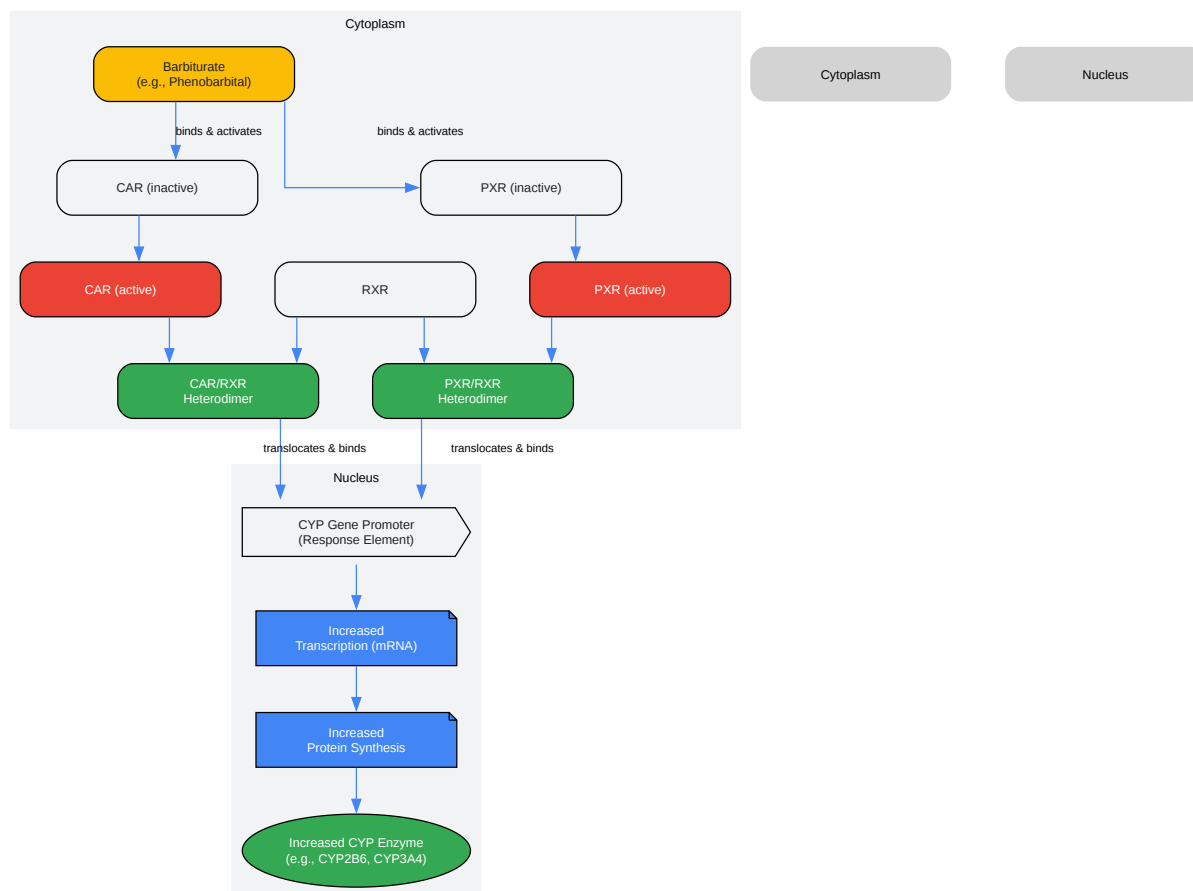 Cytoplasm
Barbiturate
(e.g., Phenobarbital)
Cytoplasm
Nucleus
binds & activates
binds & activates
CAR (inactive)
PXR (inactive)
CAR (active)
RXR
PXR (active)
CAR/RXR
Heterodimer
PXR/RXR
Heterodimer
translocates & binds
translocates & binds
Nucleus
CYP Gene Promoter
(Response Element)
Increased
Transcription (mRNA)
Increased
Protein Synthesis
Increased CYP Enzyme
(e.g., CYP2B6, CYP3A4)